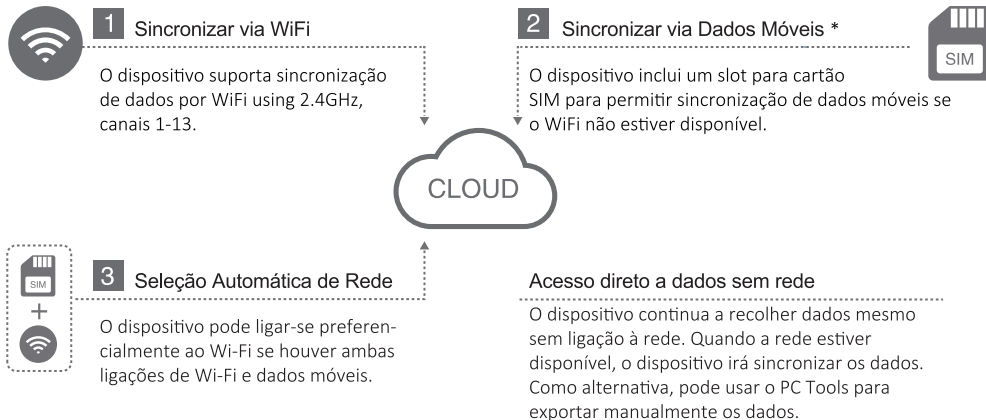 1 Sincronizar via WiFi
O dispositivo suporta sincronização
de dados por WiFi using 2.4GHz,
canais 1-13.
2 Sincronizar via Dados Móveis *
SIM
O dispositivo inclui um slot para cartão
SIM para permitir sincronização de dados móveis se
o WiFi não estiver disponível.
CLOUD
SIM
+
3 Seleção Automática de Rede
O dispositivo pode ligar-se preferen-
cialmente ao Wi-Fi se houver ambas
ligações de Wi-Fi e dados móveis.
Acesso direto a dados sem rede
O dispositivo continua a recolher dados mesmo
sem ligação à rede. Quando a rede estiver
disponível, o dispositivo irá sincronizar os dados.
Como alternativa, pode usar o PC Tools para
exportar manualmente os dados.